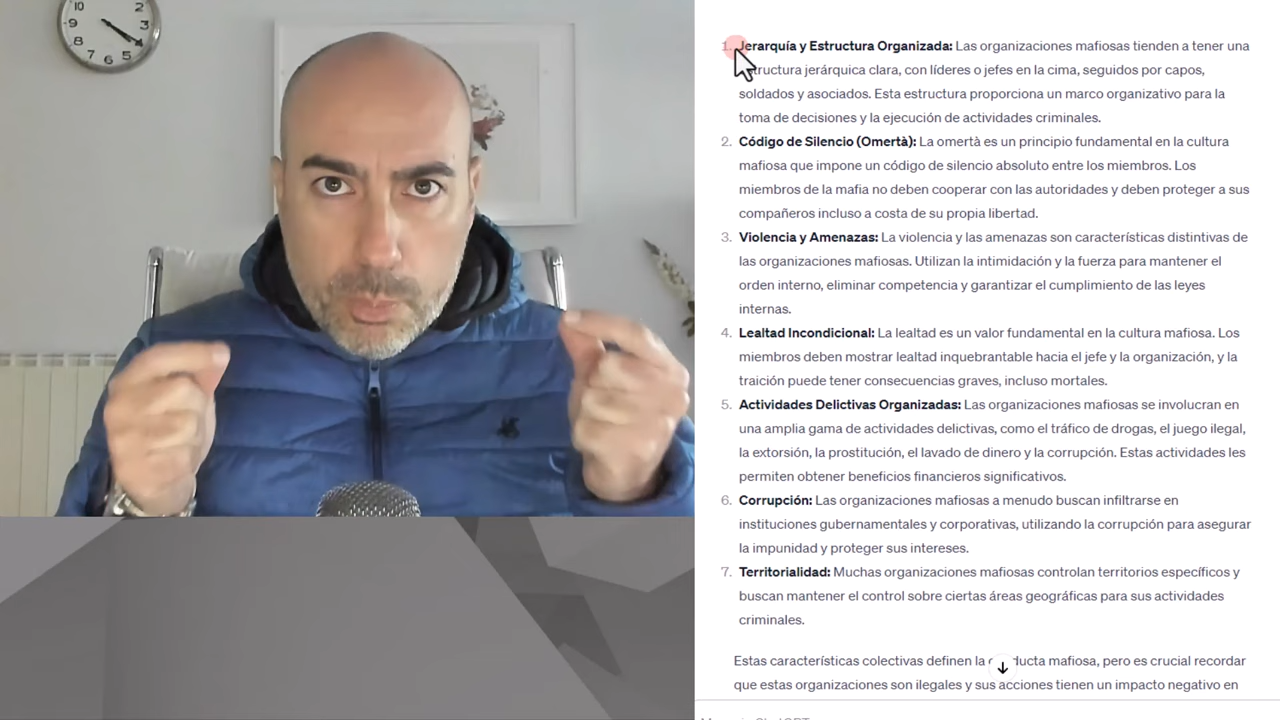 10
2
9
3
8
4
7
6
5
1. Jerarquía y Estructura Organizada: Las organizaciones mafiosas tienden a tener una
estructura jerárquica clara, con líderes o jefes en la cima, seguidos por capos,
soldados y asociados. Esta estructura proporciona un marco organizativo para la
toma de decisiones y la ejecución de actividades criminales.
2. Código de Silencio (Omertà): La omertà es un principio fundamental en la cultura
mafiosa que impone un código de silencio absoluto entre los miembros. Los
miembros de la mafia no deben cooperar con las autoridades y deben proteger a sus
compañeros incluso a costa de su propia libertad.
3. Violencia y Amenazas: La violencia y las amenazas son características distintivas de
las organizaciones mafiosas. Utilizan la intimidación y la fuerza para mantener el
orden interno, eliminar competencia y garantizar el cumplimiento de las leyes
internas.
4. Lealtad Incondicional: La lealtad es un valor fundamental en la cultura mafiosa. Los
miembros deben mostrar lealtad inquebrantable hacia el jefe y la organización, y la
traición puede tener consecuencias graves, incluso mortales.
5. Actividades Delictivas Organizadas: Las organizaciones mafiosas se involucran en
una amplia gama de actividades delictivas, como el tráfico de drogas, el juego ilegal,
la extorsión, la prostitución, el lavado de dinero y la corrupción. Estas actividades les
permiten obtener beneficios financieros significativos.
6. Corrupción: Las organizaciones mafiosas a menudo buscan infiltrarse en
instituciones gubernamentales y corporativas, utilizando la corrupción para asegurar
la impunidad y proteger sus intereses.
7. Territorialidad: Muchas organizaciones mafiosas controlan territorios específicos y
buscan mantener el control sobre ciertas áreas geográficas para sus actividades
criminales.
Estas características colectivas definen la conducta mafiosa, pero es crucial recordar
que estas organizaciones son ilegales y sus acciones tienen un impacto negativo en